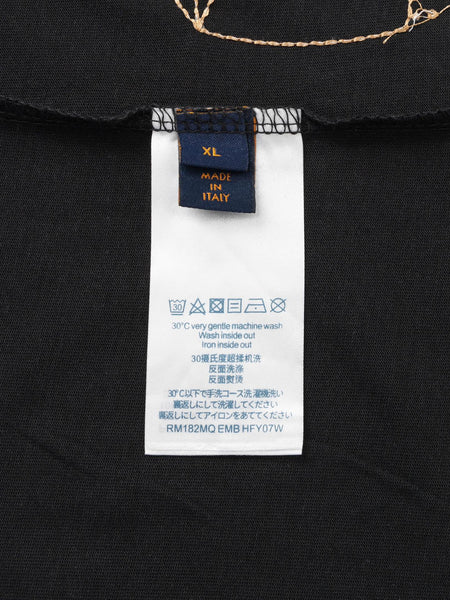 XL
MADE
IN
ITALY
30
30°C very gentle machine wash
Wash inside out
Iron inside out
30摄氏度超揉机洗
反面洗涤
反面熨烫
30°C以下で手洗コース洗濯機洗い
裏返しにして洗濯してください
裏返しにしてアイロンをあててください
RM182MQ EMB HFY07W